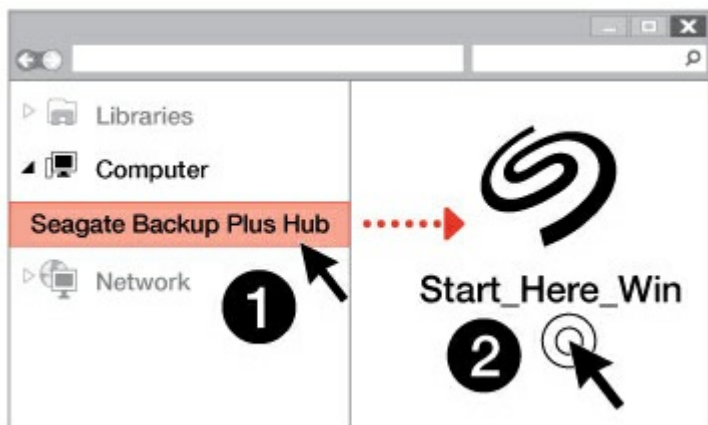 Libraries
Computer
Seagate Backup Plus Hub
Network
1
Start_Here_Win
2